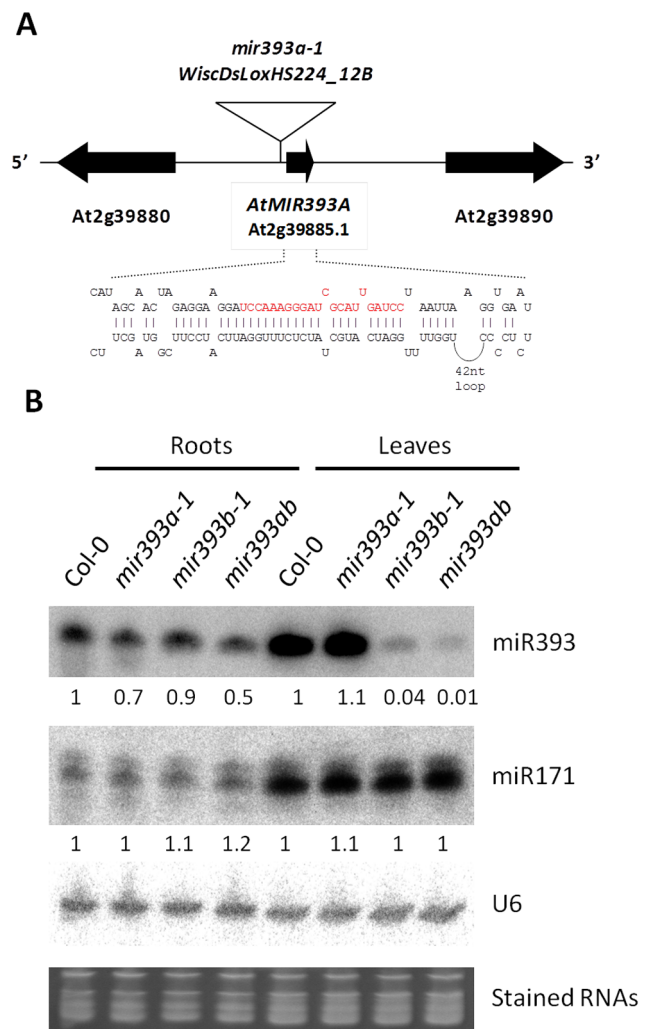 A
mir393a-1
WiscDsLoxHS224_12B
5’ 3’
At2g39880 AtMIR393A At2g39890
At2g39885.1
CAU A UA A C U U A U A
AGC AC GAGGA GGAUCCAAAGGGAU GCAU GAUCC AAUUA GG GA U
UCG UG UUCCU CUUAGGUUUCUCUA CGUA CUAGG UUGGU CC CU C
CU A GC A U UU C C
42nt
loop
B
Roots Leaves
Col-0 mir393a-1 mir393b-1 mir393ab Col-0 mir393a-1 mir393b-1 mir393ab
miR393
1 0.7 0.9 0.5 1 1.1 0.04 0.01
miR171
1 1 1.1 1.2 1 1.1 1 1
U6
Stained RNAs